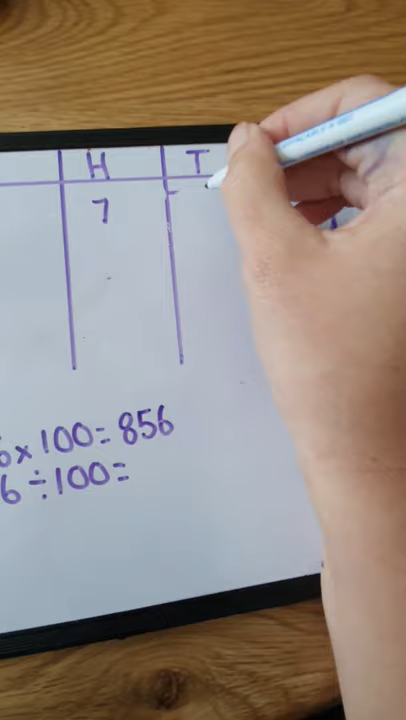 H T
7
6 x 100 = 856
6 ÷ 100 =